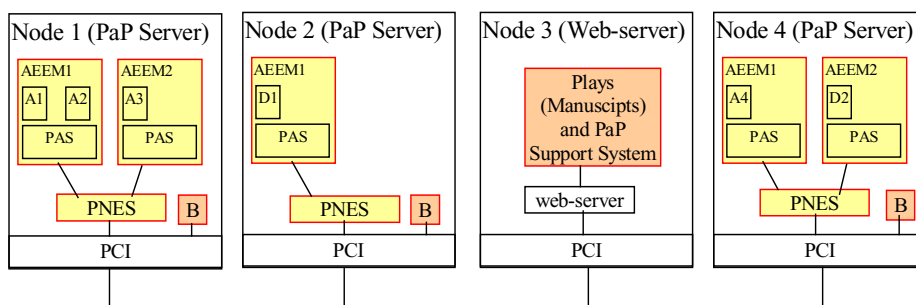 Node 1 (PaP Server)
AEEM1
AEEM2
A1
A2
A3
PAS
PAS
PNES
B
PCI
Node 2 (PaP Server)
AEEM1
D1
PAS
PNES
B
Node 3 (Web-server)
Plays
(Manuscipts)
and PaP
Support System
web-server
PCI
Node 4 (PaP Server)
AEEM1
AEEM2
A4
D2
PAS
PAS
PNES
B
PCI